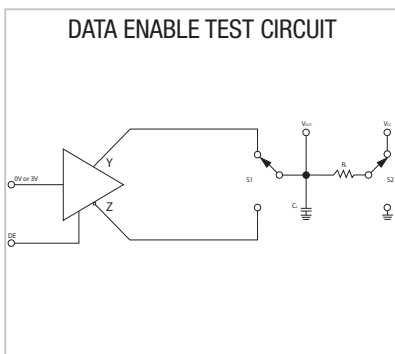 DATA ENABLE TEST CIRCUIT
VOUT
VCC
Y
0V or 3V
S1
RL
S2
Z
CL
DE